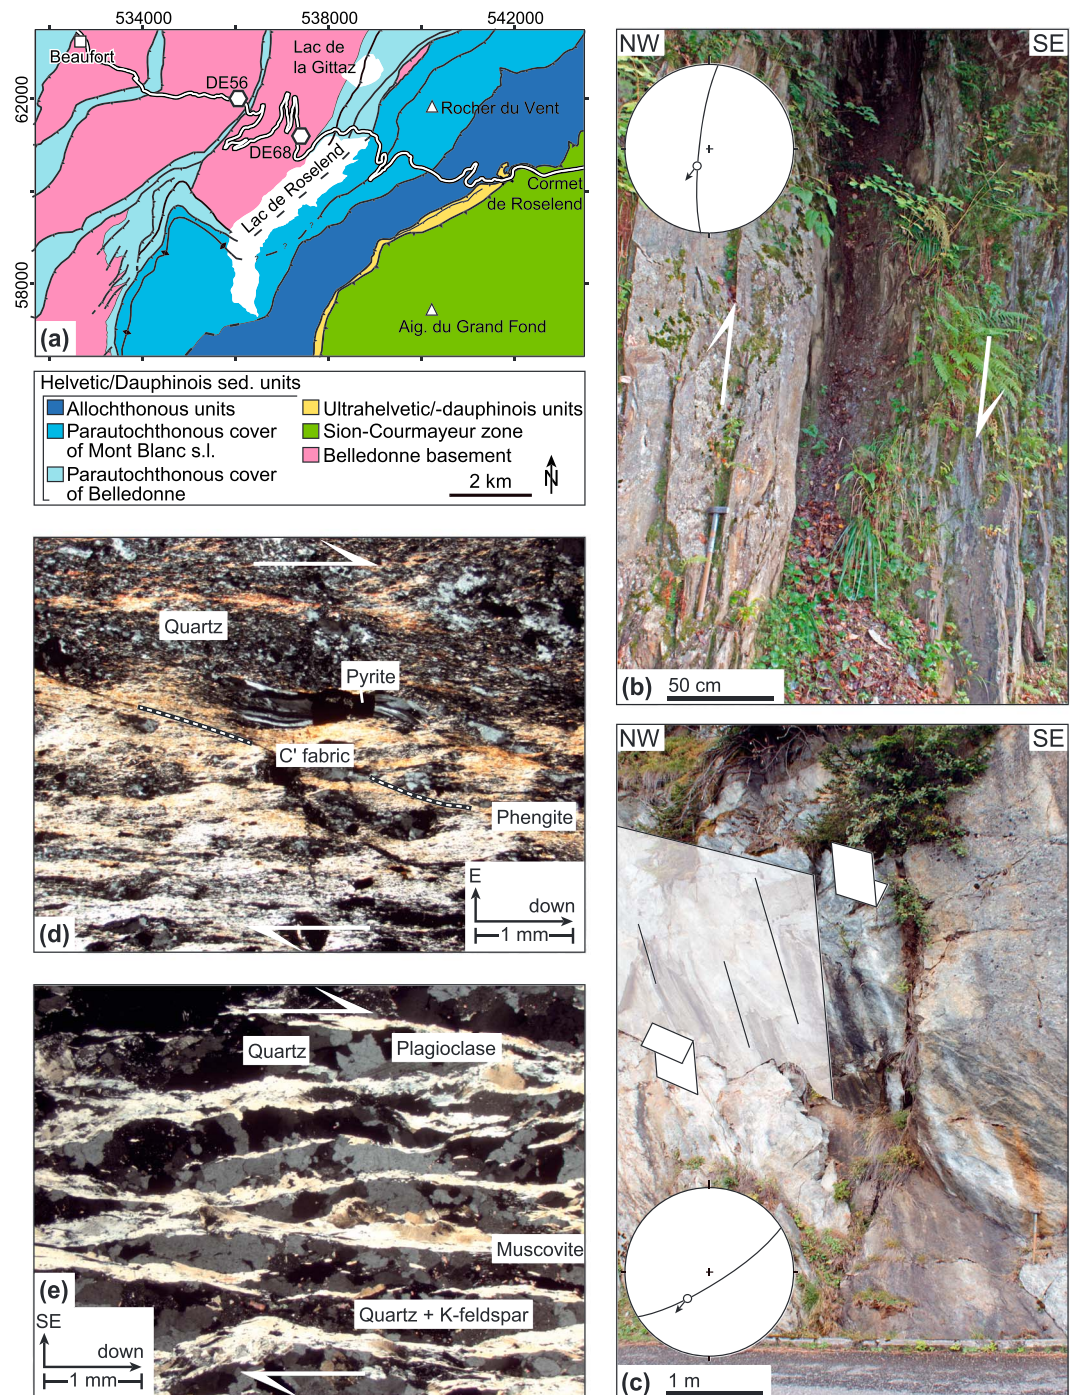 534000
538000
542000
62000
58000
Beaufort
DE56
DE68
Lac de
la Gittaz
Rocher du Vent
Lac de Roselend
Cormet
de Roselend
Aig. du Grand Fond
(a)
Helvetic/Dauphinois sed. units
Allochthonous units
Parautochthonous cover
of Mont Blanc s.l.
Parautochthonous cover
of Belledonne
Ultrahelvetic/-dauphinois units
Sion-Courmayeur zone
Belledonne basement
2 km
N
NW
SE
(b)
50 cm
NW
SE
(c)
1 m
Quartz
Pyrite
C' fabric
Phengite
E
down
1 mm
(d)
Quartz
Plagioclase
Muscovite
Quartz + K-feldspar
(e)
SE
down
1 mm